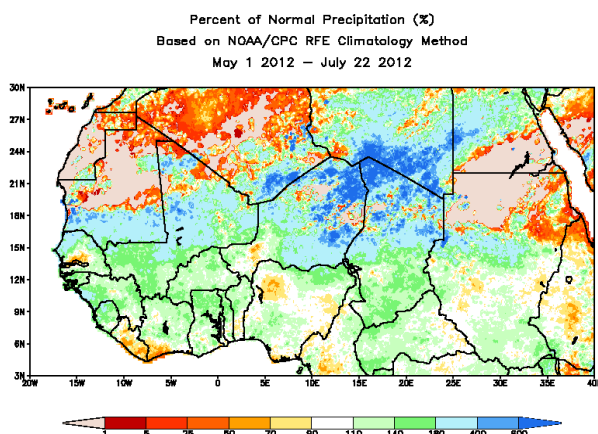 Percent of Normal Precipitation (%)
Based on NOAA/CPC RFE Climatology Method
May 1 2012 – July 22 2012
30N
27N
24N
21N
18N
15N
12N
9N
6N
3N
20W 15W 10W 5W 0 5E 10E 15E 20E 25E 30E 35E 40E
1 5 25 50 70 90 110 140 180 400 600